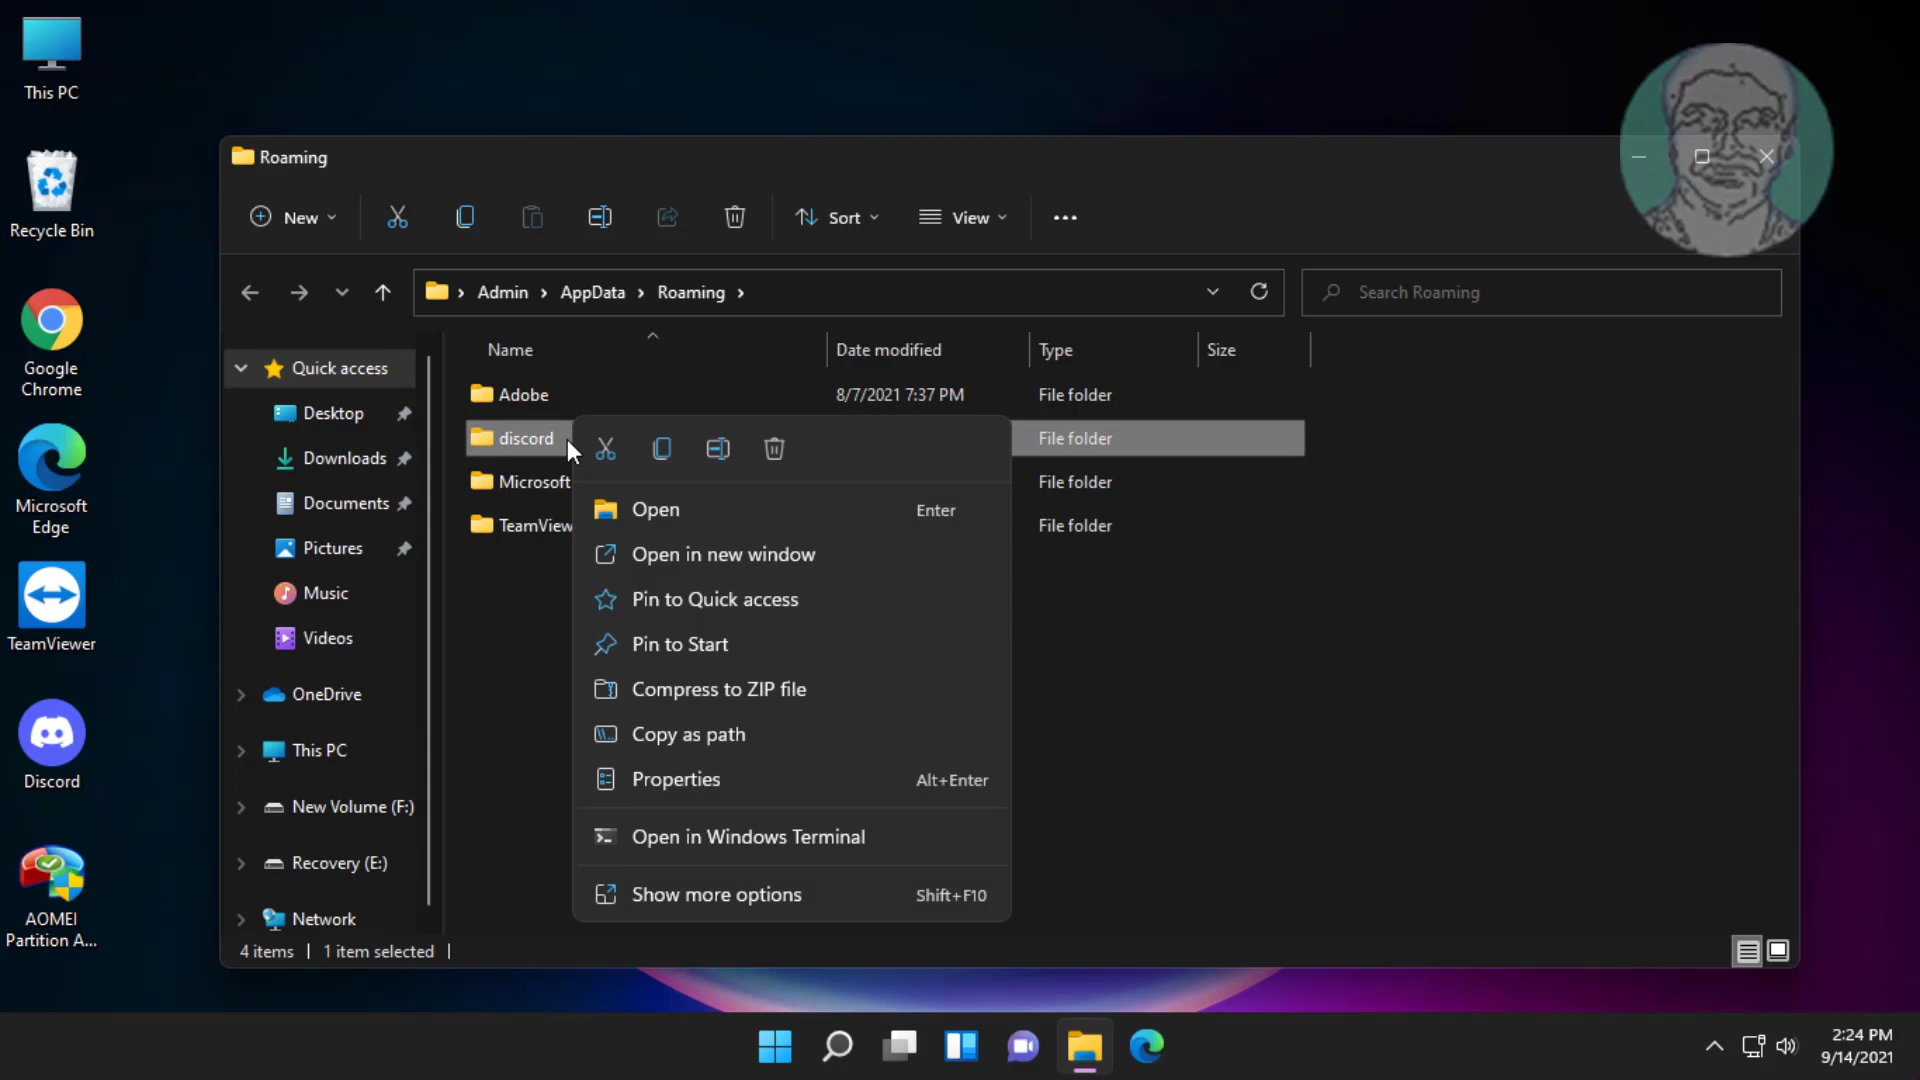 This PC
Recycle Bin
Google
Chrome
Microsoft
Edge
TeamViewer
Discord
AOMEI
Partition A...
Roaming
New
Sort
View
Admin
AppData
Roaming
Search Roaming
Quick access
Desktop
Downloads
Documents
Pictures
Music
Videos
OneDrive
This PC
New Volume (F:)
Recovery (E:)
Network
Name
Date modified
Type
Size
Adobe
8/7/2021 7:37 PM
File folder
discord
File folder
Microsoft
File folder
TeamView
File folder
Open
Enter
Open in new window
Pin to Quick access
Pin to Start
Compress to ZIP file
Copy as path
Properties
Alt+Enter
Open in Windows Terminal
Show more options
Shift+F10
4 items
1 item selected
2:24 PM
9/14/2021